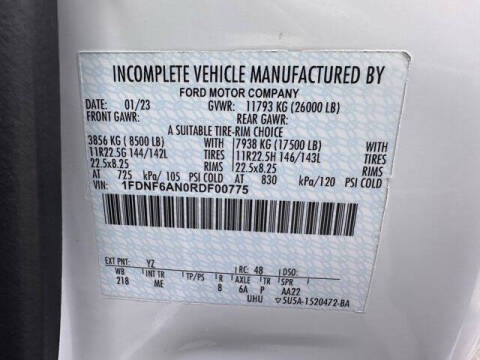 INCOMPLETE VEHICLE MANUFACTURED BY
FORD MOTOR COMPANY
DATE: 01/23 GVWR: 11793 KG (26000 LB)
FRONT GAWR: REAR GAWR:
A SUITABLE TIRE-RIM CHOICE
3856 KG ( 8500 LB) WITH 7938 KG (17500 LB) WITH
11R22.5G 144/142L TIRES 11R22.5H 146/143L TIRES
22.5x8.25 RIMS 22.5x8.25 RIMS
AT 725 kPa/ 105 PSI COLD AT 830 kPa/120 PSI COLD
VIN: 1FDNF6AN0RDF00775
EXT PNT: YZ RC: 48 DSO:
WB INT TR TP/PS R AXLE TR SPR
218 ME 8 6A P AA22
UHU 5U5A-1520472-BA